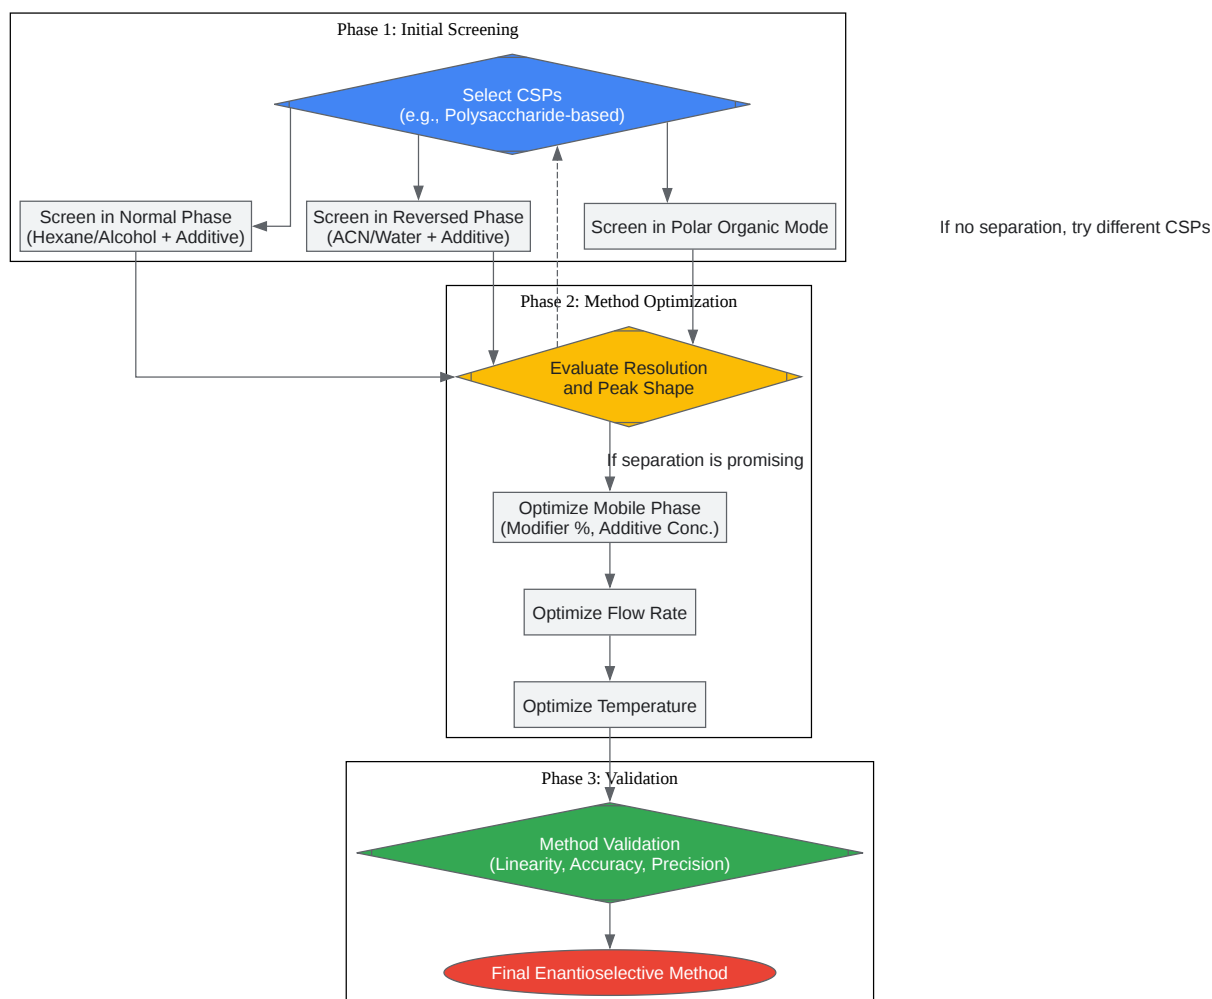 Phase 1: Initial Screening
Select CSPs
(e.g., Polysaccharide-based)
Screen in Normal Phase
(Hexane/Alcohol + Additive)
Screen in Reversed Phase
(ACN/Water + Additive)
Screen in Polar Organic Mode
If no separation, try different CSPs
Phase 2: Method Optimization
Evaluate Resolution
and Peak Shape
If separation is promising
Optimize Mobile Phase
(Modifier %, Additive Conc.)
Optimize Flow Rate
Optimize Temperature
Phase 3: Validation
Method Validation
(Linearity, Accuracy, Precision)
Final Enantioselective Method